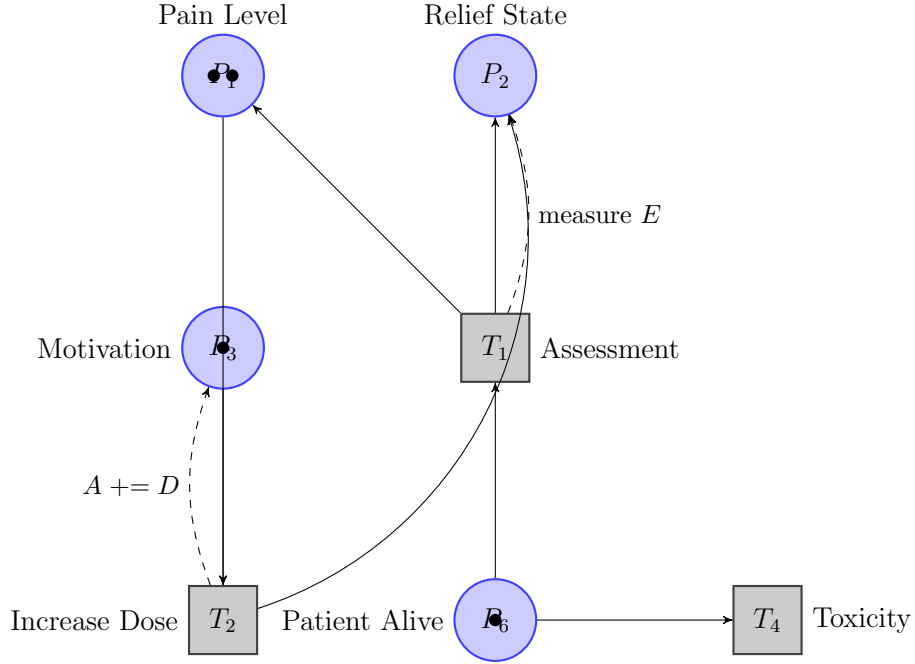 Pain Level
Relief State
P₁
P₂
measure E
Motivation
P₃
T₁
Assessment
A += D
Increase Dose
T₂
Patient Alive
P₆
T₄
Toxicity